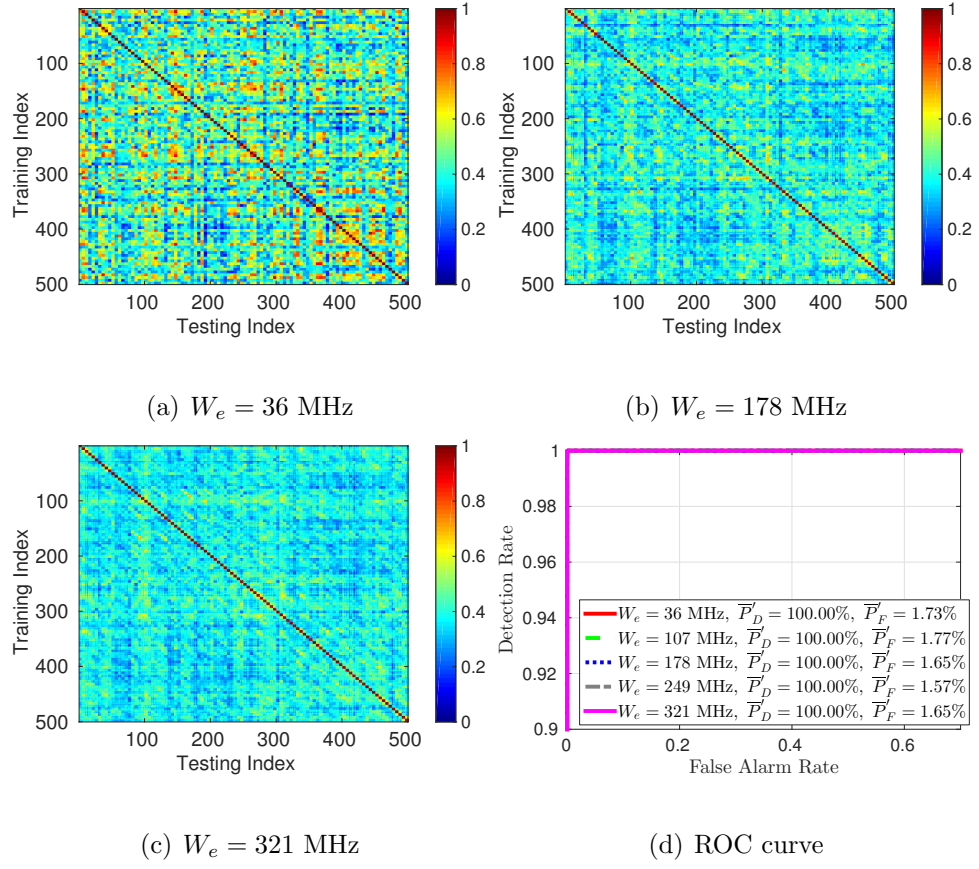 1
0.8
0.6
0.4
0.2
0
100
200
300
400
500
Training Index
100 200 300 400 500
Testing Index
(a) $W_e = 36$ MHz
1
0.8
0.6
0.4
0.2
0
100
200
300
400
500
Training Index
100 200 300 400 500
Testing Index
(b) $W_e = 178$ MHz
1
0.8
0.6
0.4
0.2
0
100
200
300
400
500
Training Index
100 200 300 400 500
Testing Index
(c) $W_e = 321$ MHz
1
0.98
0.96
0.94
0.92
0.9
Detection Rate
$W_e = 36$ MHz, $\overline{P}'_D = 100.00\%$, $\overline{P}'_F = 1.73\%$
$W_e = 107$ MHz, $\overline{P}'_D = 100.00\%$, $\overline{P}'_F = 1.77\%$
$W_e = 178$ MHz, $\overline{P}'_D = 100.00\%$, $\overline{P}'_F = 1.65\%$
$W_e = 249$ MHz, $\overline{P}'_D = 100.00\%$, $\overline{P}'_F = 1.57\%$
$W_e = 321$ MHz, $\overline{P}'_D = 100.00\%$, $\overline{P}'_F = 1.65\%$
0 0.2 0.4 0.6
False Alarm Rate
(d) ROC curve